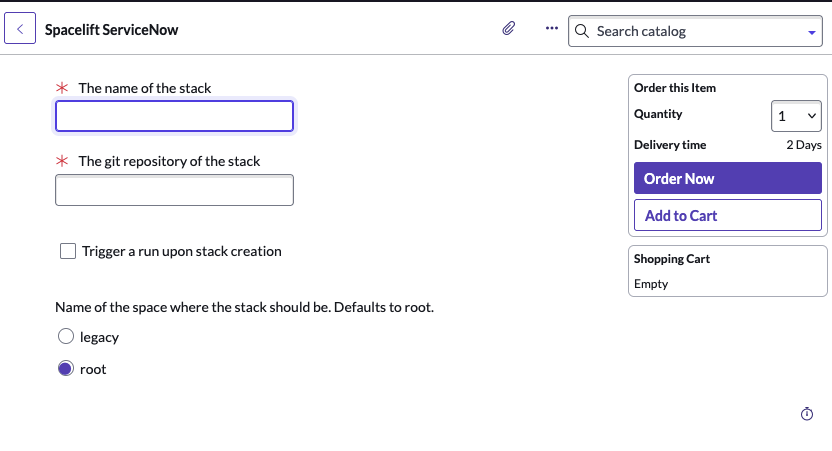 Spacelift ServiceNow
Search catalog
The name of the stack
The git repository of the stack
Trigger a run upon stack creation
Name of the space where the stack should be. Defaults to root.
legacy
root
Order this Item
Quantity
1
Delivery time 2 Days
Order Now
Add to Cart
Shopping Cart
Empty